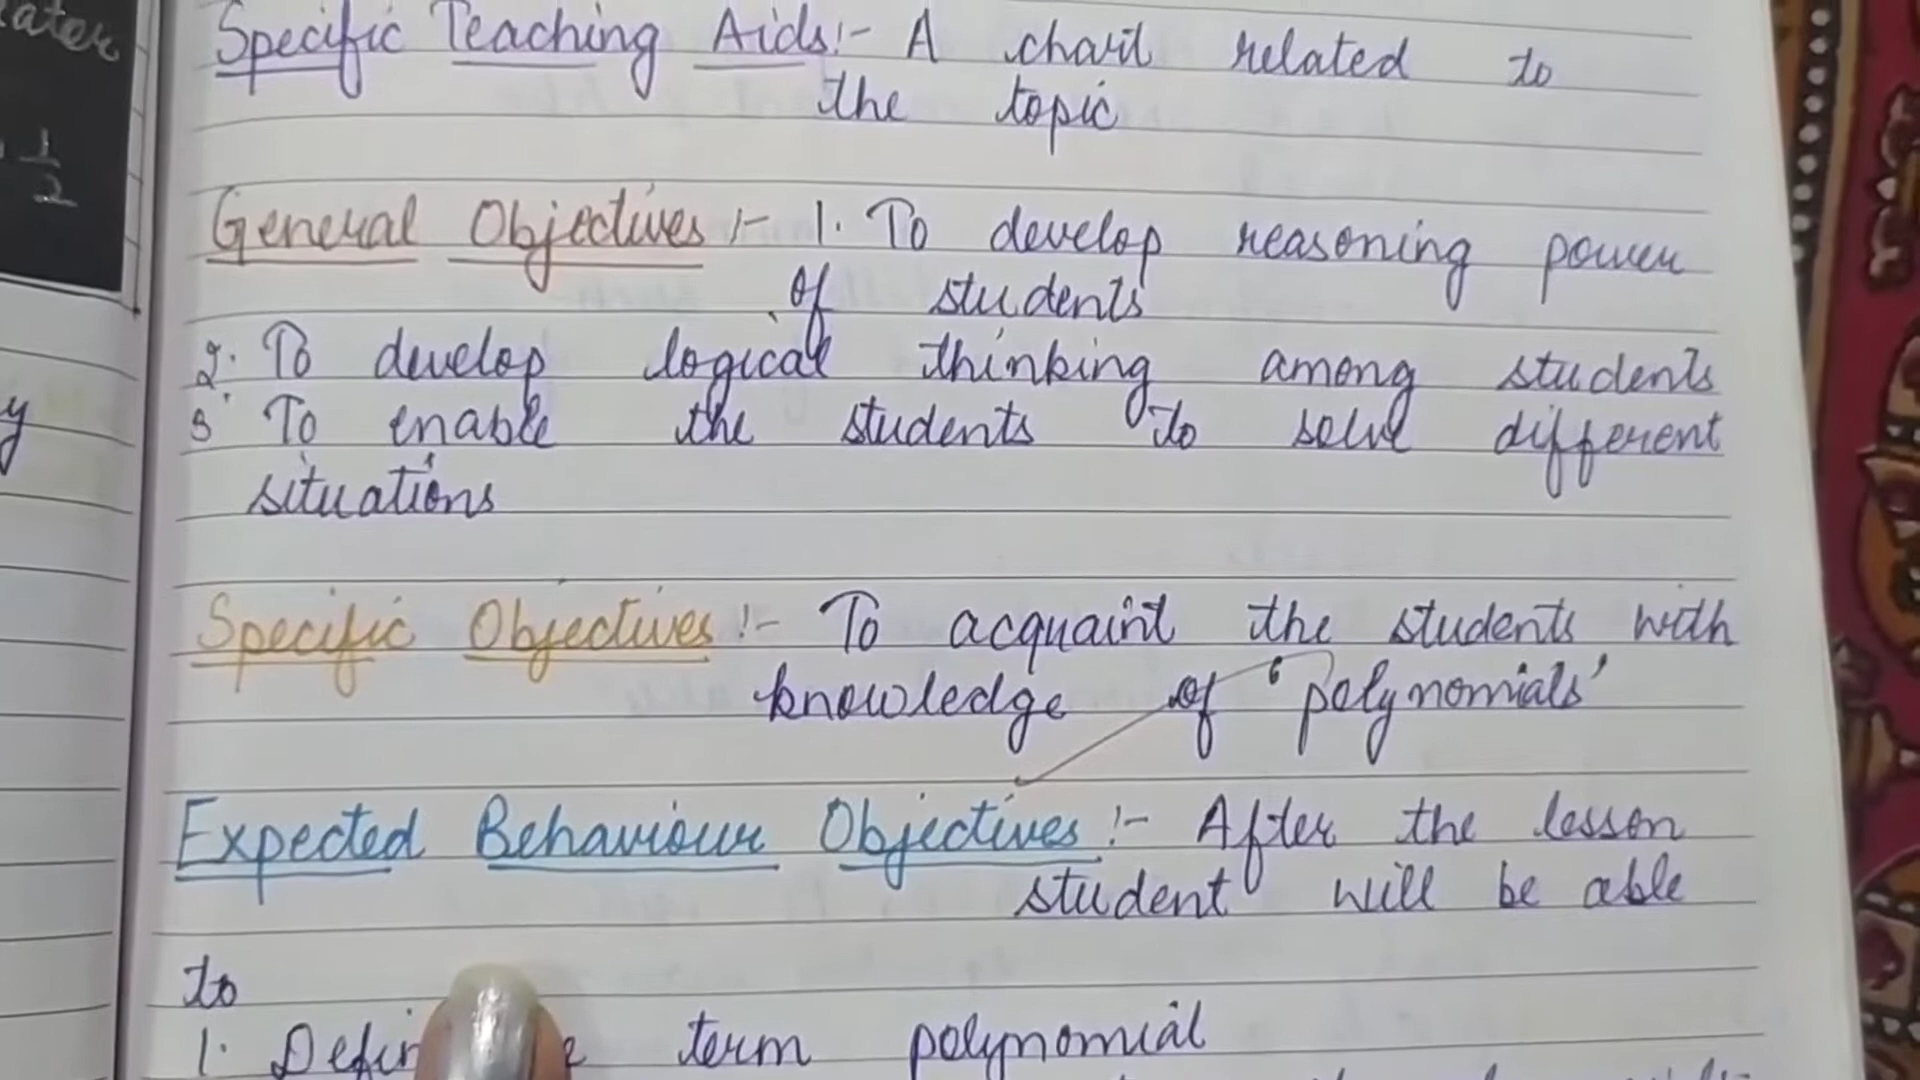 ater
1/2
y
Specific Teaching Aids:- A chart related to
the topic
General Objectives :- 1. To develop reasoning power
of students
2. To develop logical thinking among students
3 To enable the students to solve different
situations
Specific Objectives :- To acquaint the students with
knowledge of 'polynomials'
Expected Behaviour Objectives :- After the lesson
student will be able
to
1. term polynomial